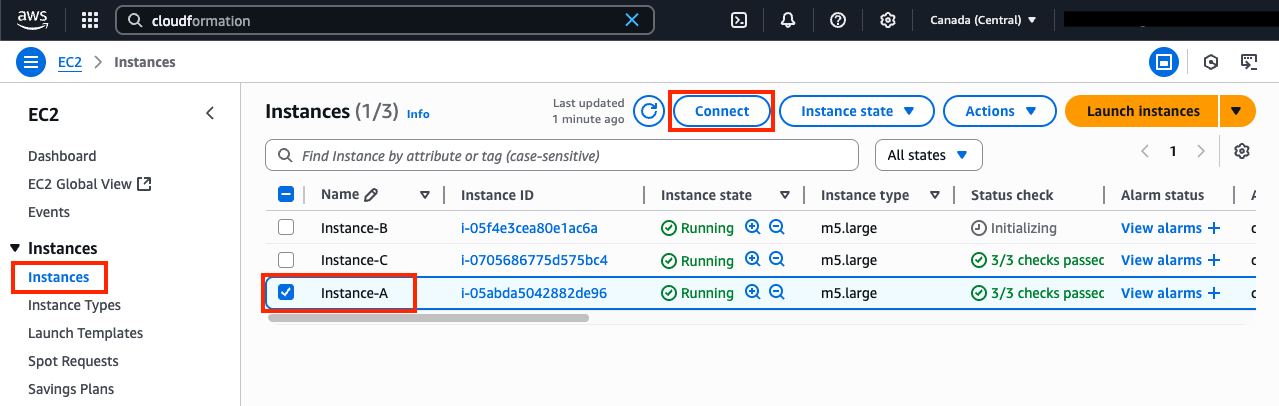 aws cloudformation Canada (Central)
EC2 > Instances
EC2
Dashboard
EC2 Global View
Events
Instances
Instances
Instance Types
Launch Templates
Spot Requests
Savings Plans
Instances (1/3) Info
Last updated
1 minute ago
Connect Instance state Actions Launch instances
Find Instance by attribute or tag (case-sensitive) All states 1
Name Instance ID Instance state Instance type Status check Alarm status
Instance-B i-05f4e3cea80e1ac6a Running m5.large Initializing View alarms +
Instance-C i-0705686775d575bc4 Running m5.large 3/3 checks passed View alarms +
Instance-A i-05abda5042882de96 Running m5.large 3/3 checks passed View alarms +